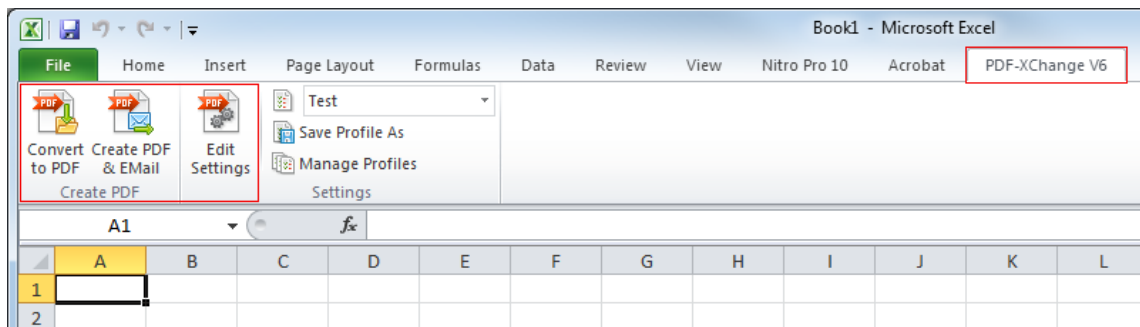 Book1 - Microsoft Excel
File Home Insert Page Layout Formulas Data Review View Nitro Pro 10 Acrobat PDF-XChange V6
PDF PDF PDF
Test
Save Profile As
Manage Profiles
Convert to PDF
Create PDF & EMail
Edit Settings
Create PDF
Settings
A1 fx
A B C D E F G H I J K L
1
2